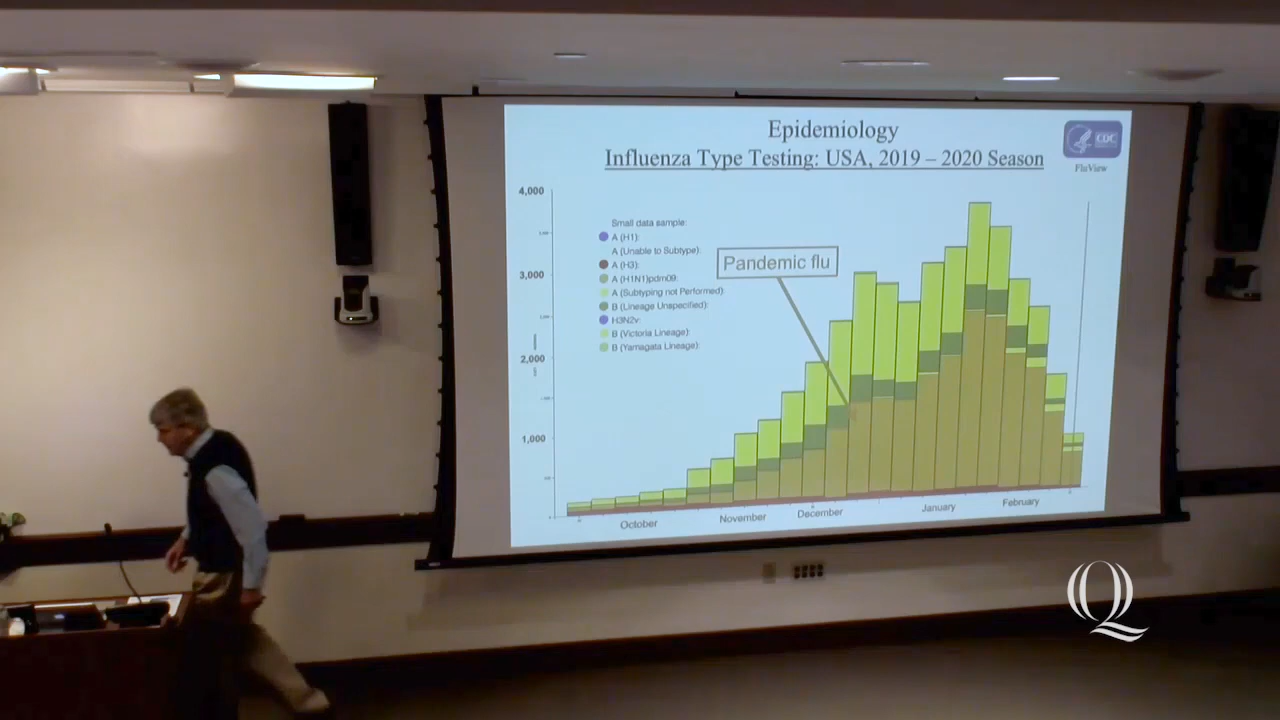 Epidemiology
Influenza Type Testing: USA, 2019 – 2020 Season
CDC
FluView
4,000
3,000
2,000
1,000
Small data sample:
A (H1):
A (Unable to Subtype):
A (H3):
A (H1N1)pdm09:
A (Subtyping not Performed):
B (Lineage Unspecified):
H3N2v:
B (Victoria Lineage):
B (Yamagata Lineage):
Pandemic flu
October
November
December
January
February
Q